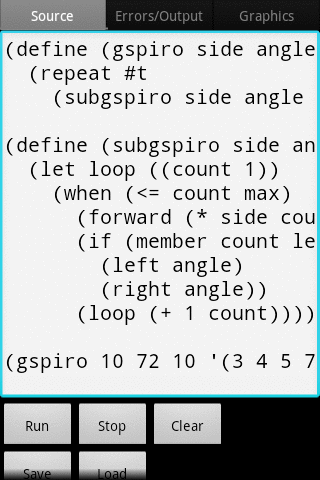 Source Errors/Output Graphics
(define (gspiro side angle
(repeat #t
(subgspiro side angle
(define (subgspiro side an
(let loop ((count 1))
(when (<= count max)
(forward (* side cou
(if (member count le
(left angle)
(right angle))
(loop (+ 1 count))))
(gspiro 10 72 10 '(3 4 5 7
Run Stop Clear
Save Load